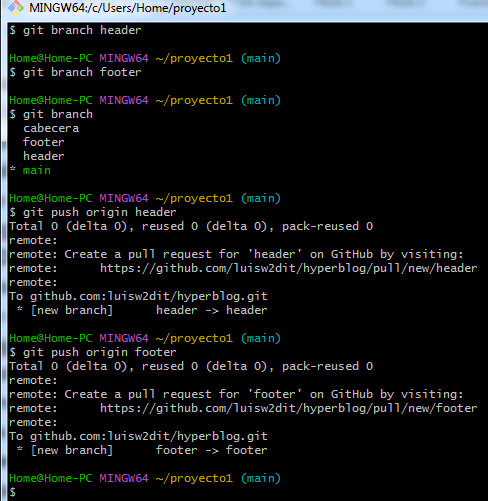 MINGW64:/c/Users/Home/proyecto1
$ git branch header
Home@Home-PC MINGW64 ~/proyecto1 (main)
$ git branch footer
Home@Home-PC MINGW64 ~/proyecto1 (main)
$ git branch
  cabecera
  footer
  header
* main
Home@Home-PC MINGW64 ~/proyecto1 (main)
$ git push origin header
Total 0 (delta 0), reused 0 (delta 0), pack-reused 0
remote:
remote: Create a pull request for 'header' on GitHub by visiting:
remote:      https://github.com/luisw2dit/hyperblog/pull/new/header
remote:
To github.com:luisw2dit/hyperblog.git
 * [new branch]      header -> header
Home@Home-PC MINGW64 ~/proyecto1 (main)
$ git push origin footer
Total 0 (delta 0), reused 0 (delta 0), pack-reused 0
remote:
remote: Create a pull request for 'footer' on GitHub by visiting:
remote:      https://github.com/luisw2dit/hyperblog/pull/new/footer
remote:
To github.com:luisw2dit/hyperblog.git
 * [new branch]      footer -> footer
Home@Home-PC MINGW64 ~/proyecto1 (main)
$